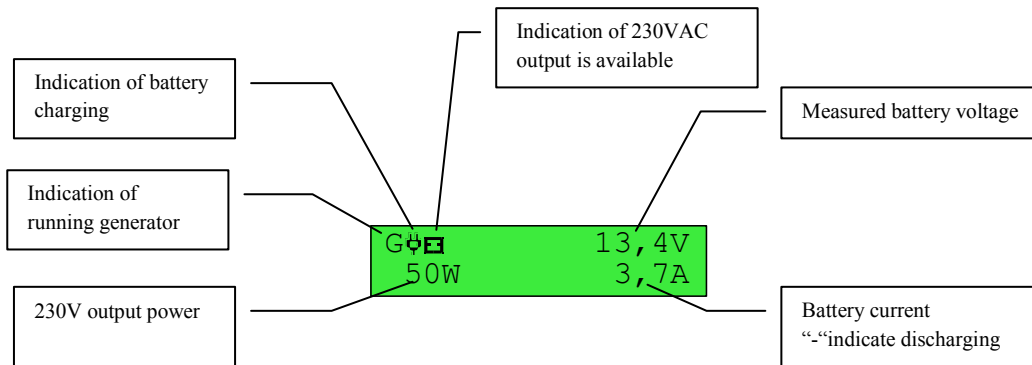 Indication of 230VAC
output is available
Indication of battery
charging
Measured battery voltage
Indication of
running generator
G 13,4V
50W 3,7A
230V output power
Battery current
“-“indicate discharging